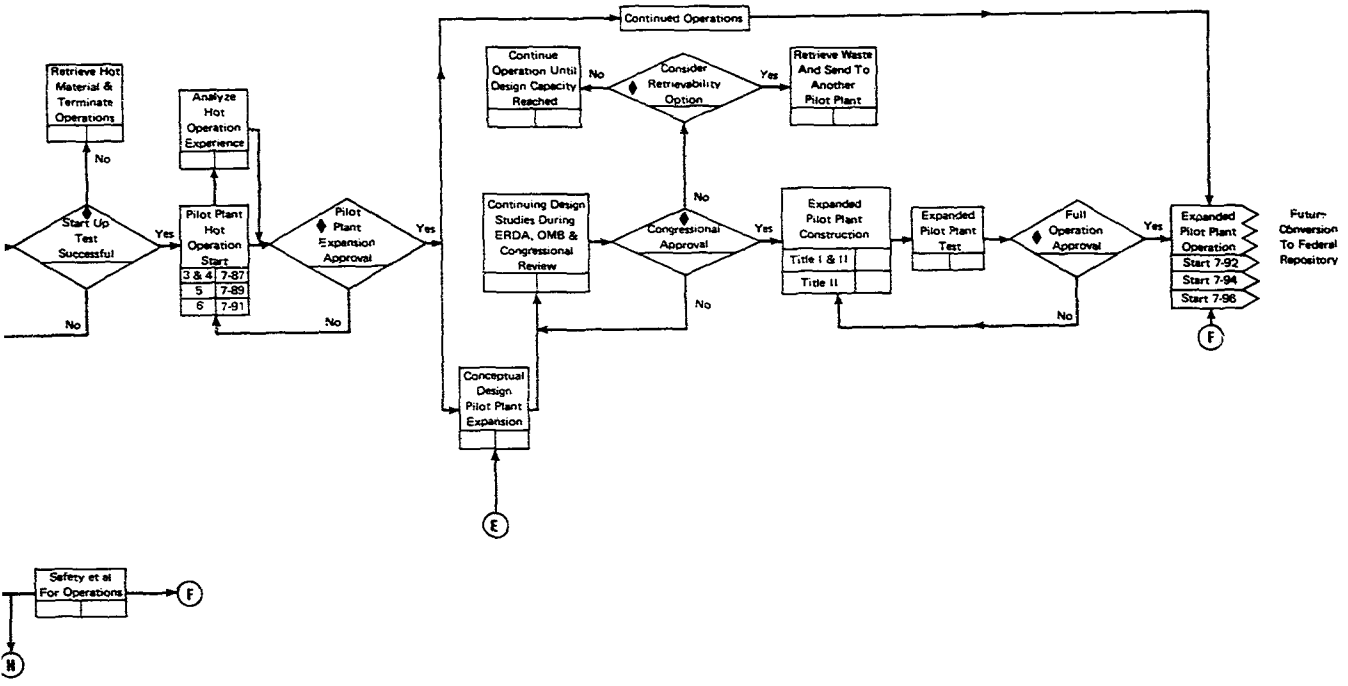 Continued Operations
Retrieve Hot
Material &
Terminate
Operations
No
Analyze
Hot
Operation
Experience
Continue
Operation Until
Design Capacity
Reached
No
Consider
Retrievability
Option
Yes
Retrieve Waste
And Send To
Another
Pilot Plant
Start Up
Test
Successful
Yes
No
Pilot Plant
Hot
Operation
Start
3 & 4 7-87
5 7-89
6 7-91
Pilot
Plant
Expansion
Approval
Yes
No
Continuing Design
Studies During
ERDA, OMB &
Congressional
Review
No
Congressional
Approval
Yes
No
Expanded
Pilot Plant
Construction
Title I & II
Title II
Expanded
Pilot Plant
Test
Full
Operation
Approval
Yes
No
Expanded
Pilot Plant
Operation
Start 7-92
Start 7-94
Start 7-96
Future
Conversion
To Federal
Repository
F
Conceptual
Design
Pilot Plant
Expansion
E
Safety et al
For Operations
F
H